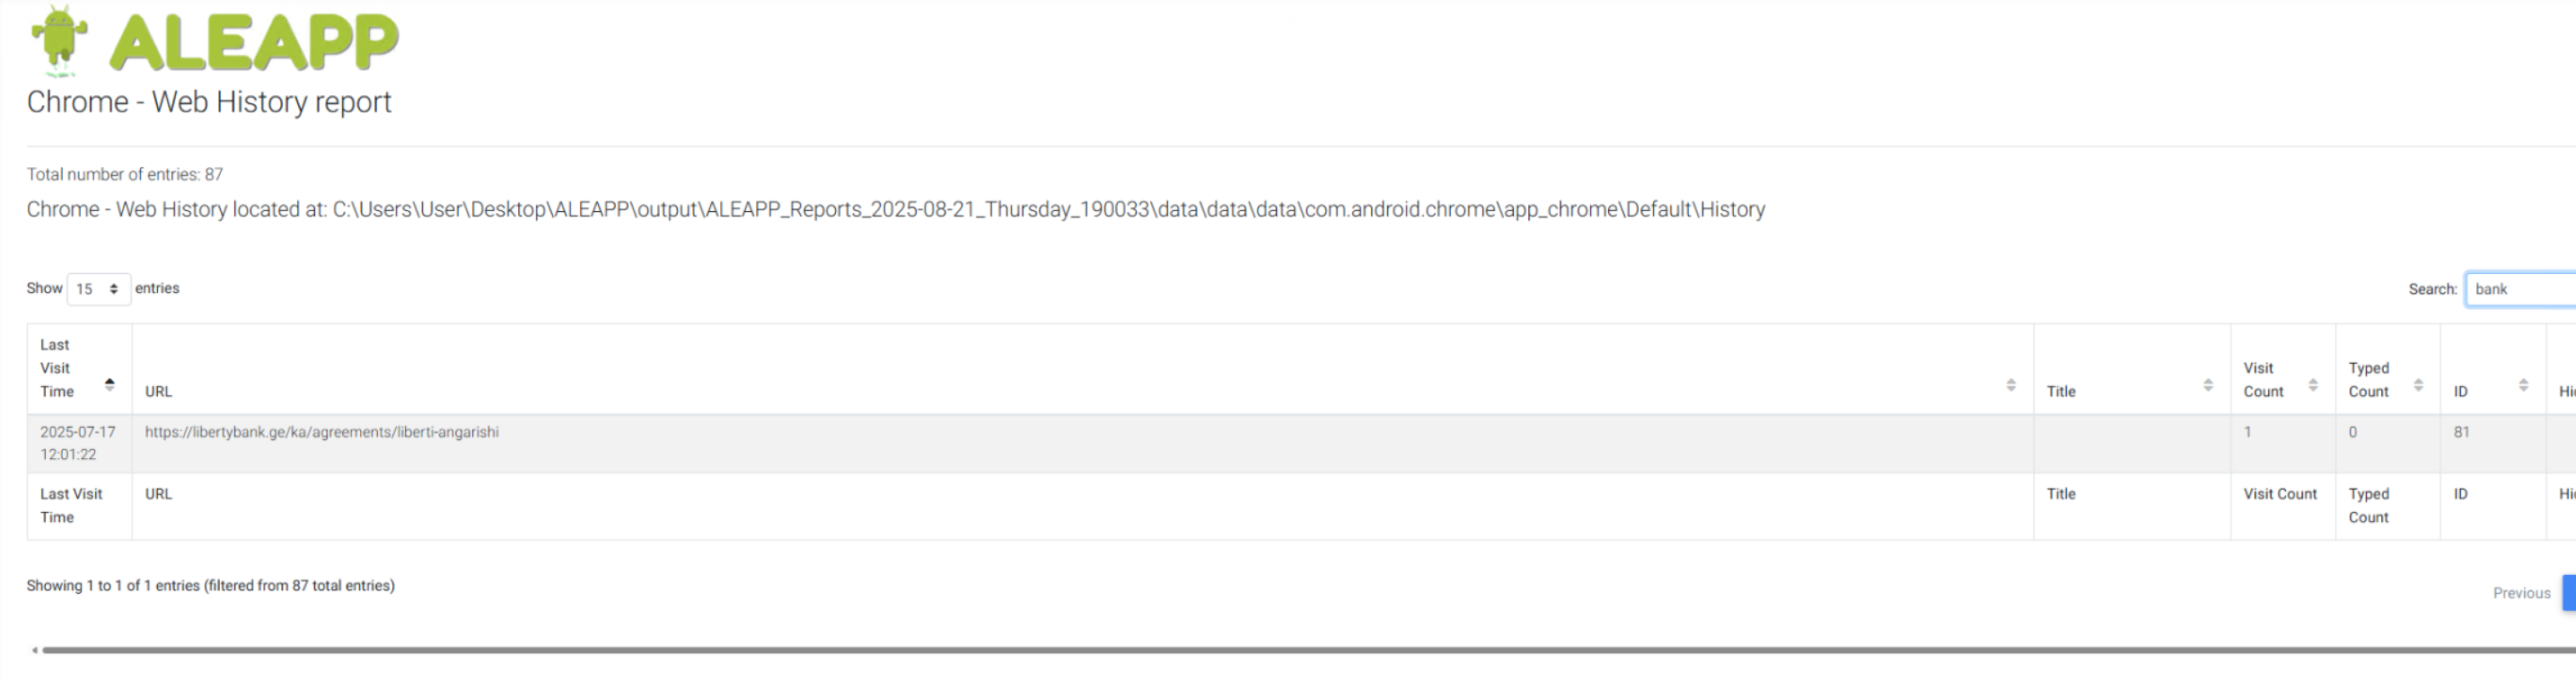 ALEAPP
Chrome - Web History report
Total number of entries: 87
Chrome - Web History located at: C:\Users\User\Desktop\ALEAPP\output\ALEAPP_Reports_2025-08-21_Thursday_190033\data\data\data\com.android.chrome\app_chrome\Default\History
Show 15 entries Search: bank
Last Visit Time URL Title Visit Count Typed Count ID
2025-07-17 12:01:22 https://libertybank.ge/ka/agreements/liberti-angarishi 1 0 81
Last Visit Time URL Title Visit Count Typed Count ID
Showing 1 to 1 of 1 entries (filtered from 87 total entries)
Previous